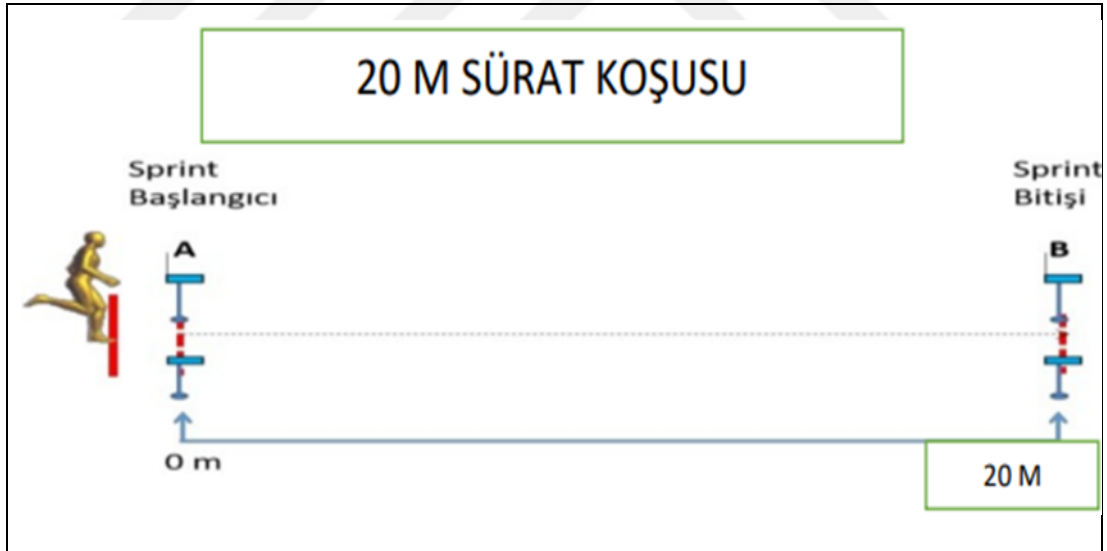 20 M SÜRAT KOŞUSU
Sprint
Başlangıcı
Sprint
Bitişi
A
B
0 m
20 M